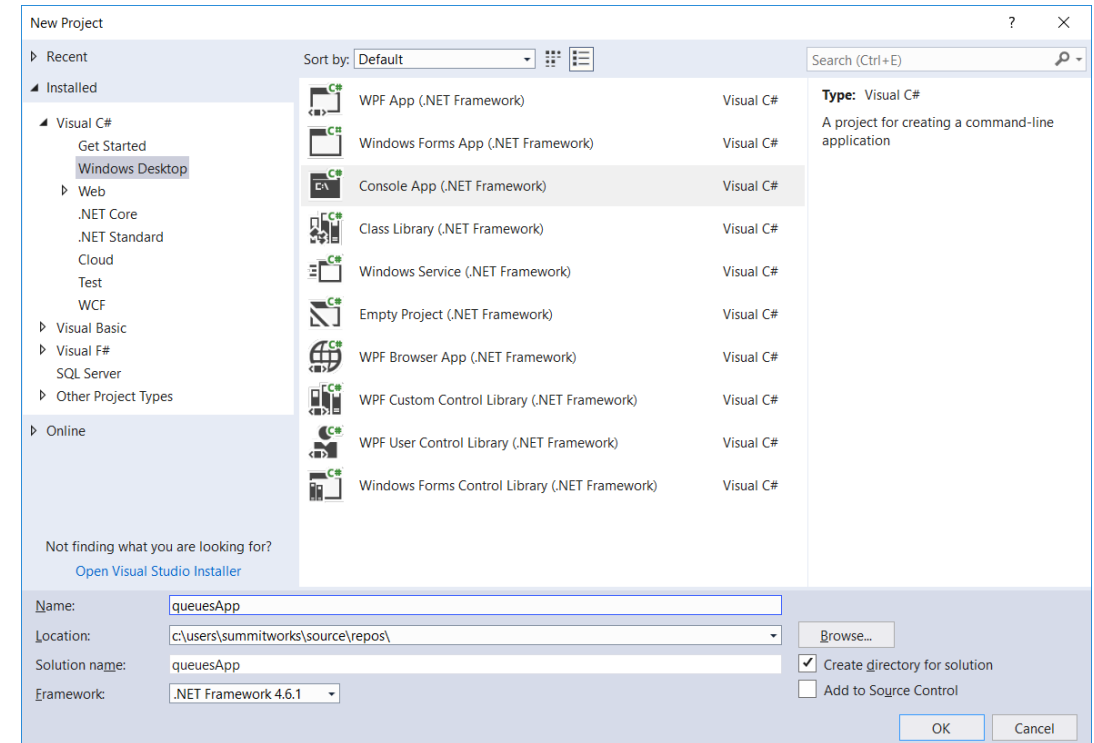 New Project
?
Recent
Installed
Visual C#
Get Started
Windows Desktop
Web
.NET Core
.NET Standard
Cloud
Test
WCF
Visual Basic
Visual F#
SQL Server
Other Project Types
Online
Not finding what you are looking for?
Open Visual Studio Installer
Sort by: Default
C# WPF App (.NET Framework) Visual C#
C# Windows Forms App (.NET Framework) Visual C#
C# C:\ Console App (.NET Framework) Visual C#
C# Class Library (.NET Framework) Visual C#
C# Windows Service (.NET Framework) Visual C#
C# Empty Project (.NET Framework) Visual C#
C# WPF Browser App (.NET Framework) Visual C#
C# WPF Custom Control Library (.NET Framework) Visual C#
C# WPF User Control Library (.NET Framework) Visual C#
C# Windows Forms Control Library (.NET Framework) Visual C#
Search (Ctrl+E)
Type: Visual C#
A project for creating a command-line
application
Name: queuesApp
Location: c:\users\summitworks\source\repos\
Browse...
Solution name: queuesApp
Create directory for solution
Framework: .NET Framework 4.6.1
Add to Source Control
OK Cancel